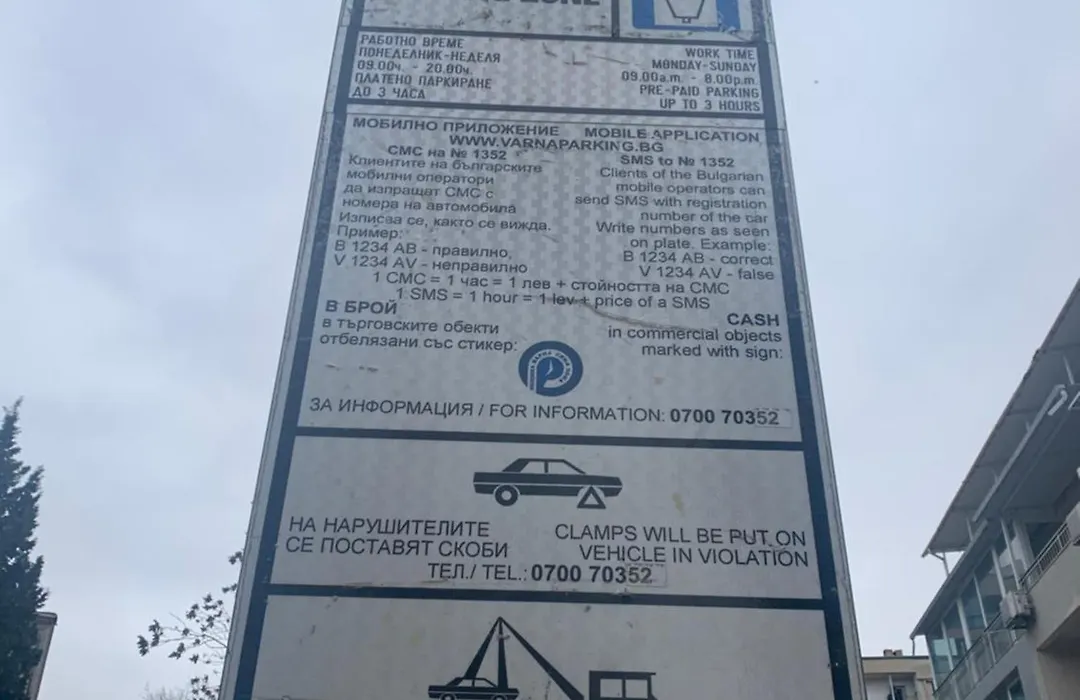 ZONE
РАБОТНО ВРЕМЕ
ПОНЕДЕЛНИК-НЕДЕЛЯ
09.00ч. - 20.00ч.
ПЛАТЕНО ПАРКИРАНЕ
ДО 3 ЧАСА
WORK TIME
MONDAY-SUNDAY
09.00a.m. - 8.00p.m.
PRE-PAID PARKING
UP TO 3 HOURS
МОБИЛНО ПРИЛОЖЕНИЕ MOBILE APPLICATION
WWW.VARNAPARKING.BG
СМС на № 1352
Клиентите на българските
мобилни оператори
да изпращат СМС с
номера на автомобила
Изписва се, както се вижда.
Пример:
В 1234 АВ - правилно,
V 1234 AV - неправилно
SMS to № 1352
Clients of the Bulgarian
mobile operators can
send SMS with registration
number of the car
Write numbers as seen
on plate. Example:
B 1234 AB - correct
V 1234 AV - false
1 СМС = 1 час = 1 лев + стойността на СМС
1 SMS = 1 hour = 1 lev + price of a SMS
В БРОЙ
в търговските обекти
отбелязани със стикер:
CASH
in commercial objects
marked with sign:
ЗА ИНФОРМАЦИЯ / FOR INFORMATION: 0700 70352
НА НАРУШИТЕЛИТЕ
СЕ ПОСТАВЯТ СКОБИ
CLAMPS WILL BE PUT ON
VEHICLE IN VIOLATION
ТЕЛ./ TEL.: 0700 70352